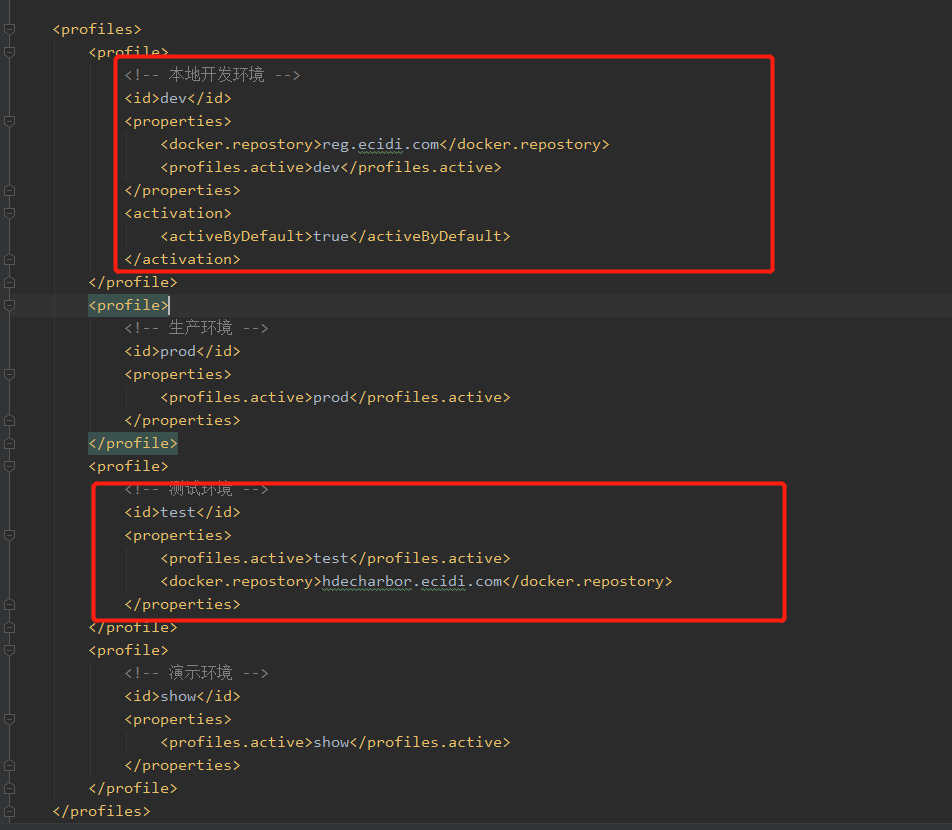 <profiles>
<profile>
<!-- 本地开发环境 -->
<id>dev</id>
<properties>
<docker.repostory>reg.ecidi.com</docker.repostory>
<profiles.active>dev</profiles.active>
</properties>
<activation>
<activeByDefault>true</activeByDefault>
</activation>
</profile>
<profile>
<!-- 生产环境 -->
<id>prod</id>
<properties>
<profiles.active>prod</profiles.active>
</properties>
</profile>
<profile>
<!-- 测试环境 -->
<id>test</id>
<properties>
<profiles.active>test</profiles.active>
<docker.repostory>hdecharbor.ecidi.com</docker.repostory>
</properties>
</profile>
<profile>
<!-- 演示环境 -->
<id>show</id>
<properties>
<profiles.active>show</profiles.active>
</properties>
</profile>
</profiles>